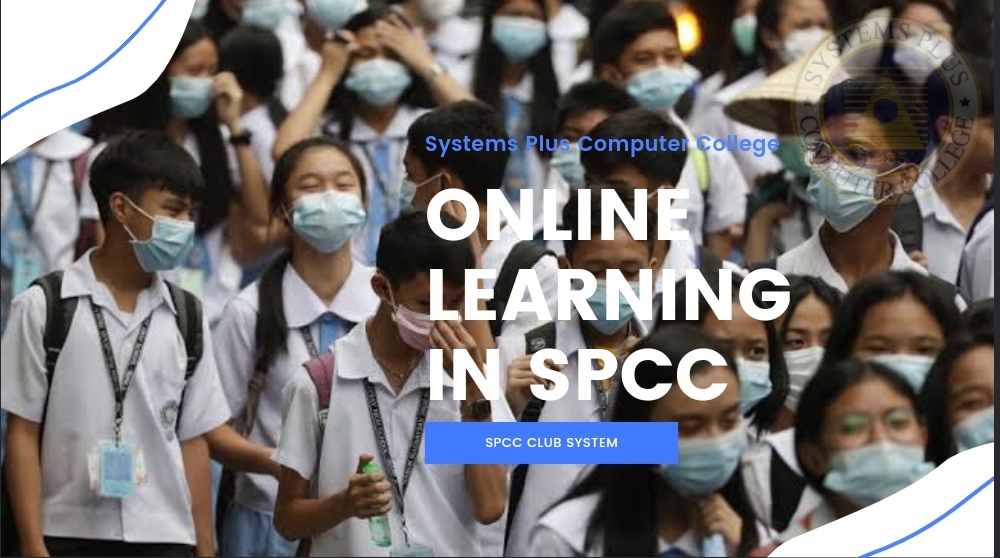 Systems Plus Computer College
ONLINE
LEARNING
IN SPCC
SPCC CLUB SYSTEM
SYSTEMS PLUS
COMPUTER COLLEGE